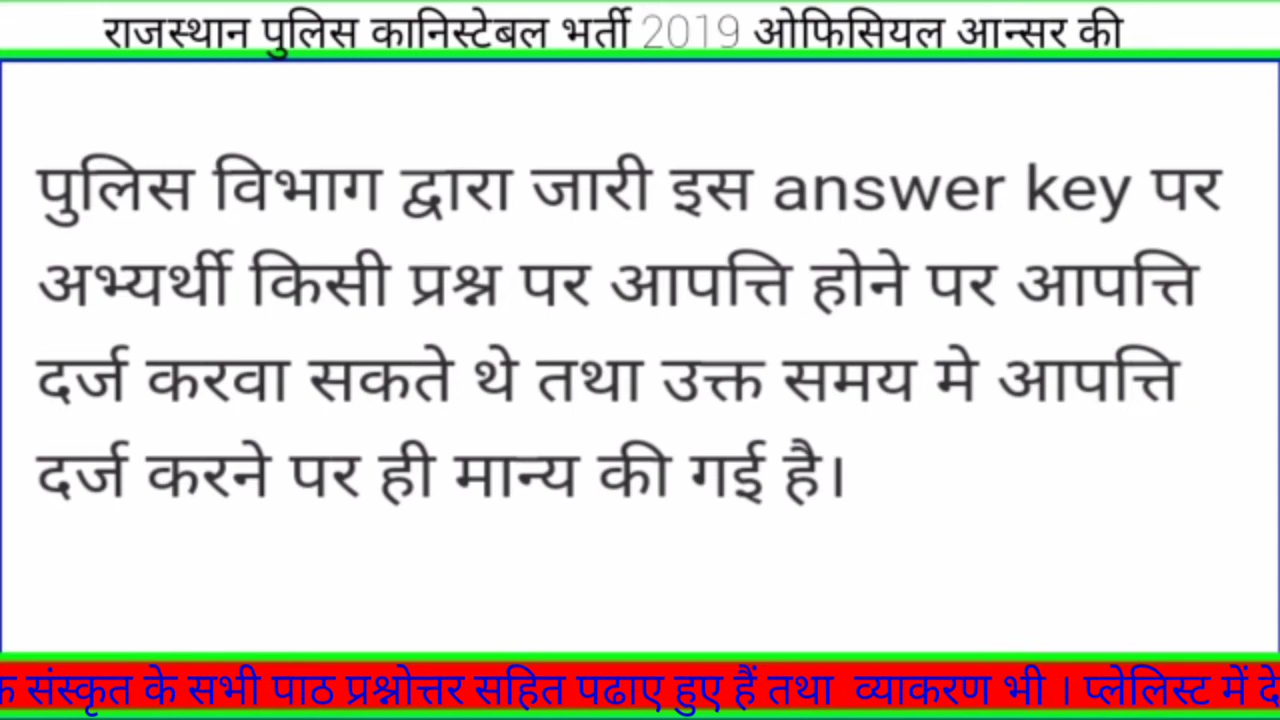 राजस्थान पुलिस कानिस्टेबल भर्ती 2019 ओफिसियल आन्सर की
पुलिस विभाग द्वारा जारी इस answer key पर
अभ्यर्थी किसी प्रश्न पर आपत्ति होने पर आपत्ति
दर्ज करवा सकते थे तथा उक्त समय मे आपत्ति
दर्ज करने पर ही मान्य की गई है।
संस्कृत के सभी पाठ प्रश्नोत्तर सहित पढाए हुए हैं तथा व्याकरण भी । प्लेलिस्ट में